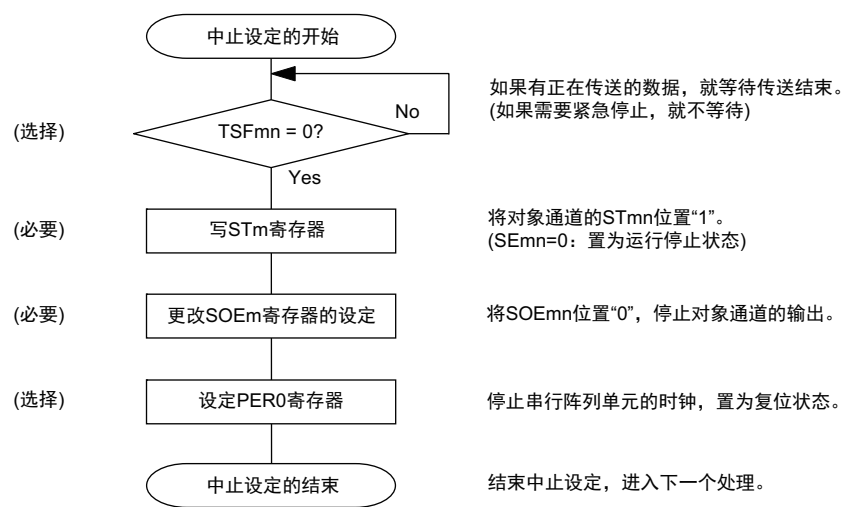 中止设定的开始
如果有正在传送的数据，就等待传送结束。
(如果需要紧急停止，就不等待)
No
(选择)
TSFmn = 0?
Yes
(必要)
写STm寄存器
将对象通道的STmn位置“1”。
(SEmn=0：置为运行停止状态)
(必要)
更改SOEm寄存器的设定
将SOEmn位置“0”，停止对象通道的输出。
(选择)
设定PER0寄存器
停止串行阵列单元的时钟，置为复位状态。
中止设定的结束
结束中止设定，进入下一个处理。